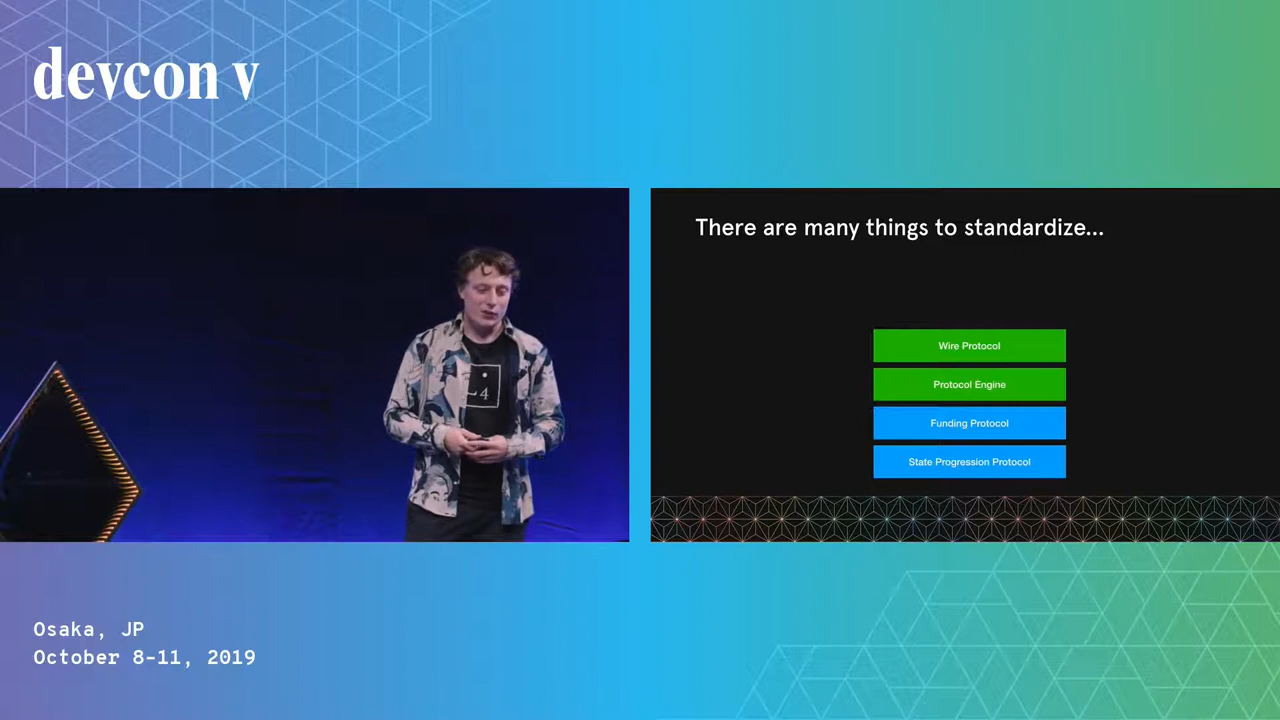 devcon v
There are many things to standardize...
Wire Protocol
Protocol Engine
Funding Protocol
State Progression Protocol
L4
Osaka, JP
October 8-11, 2019